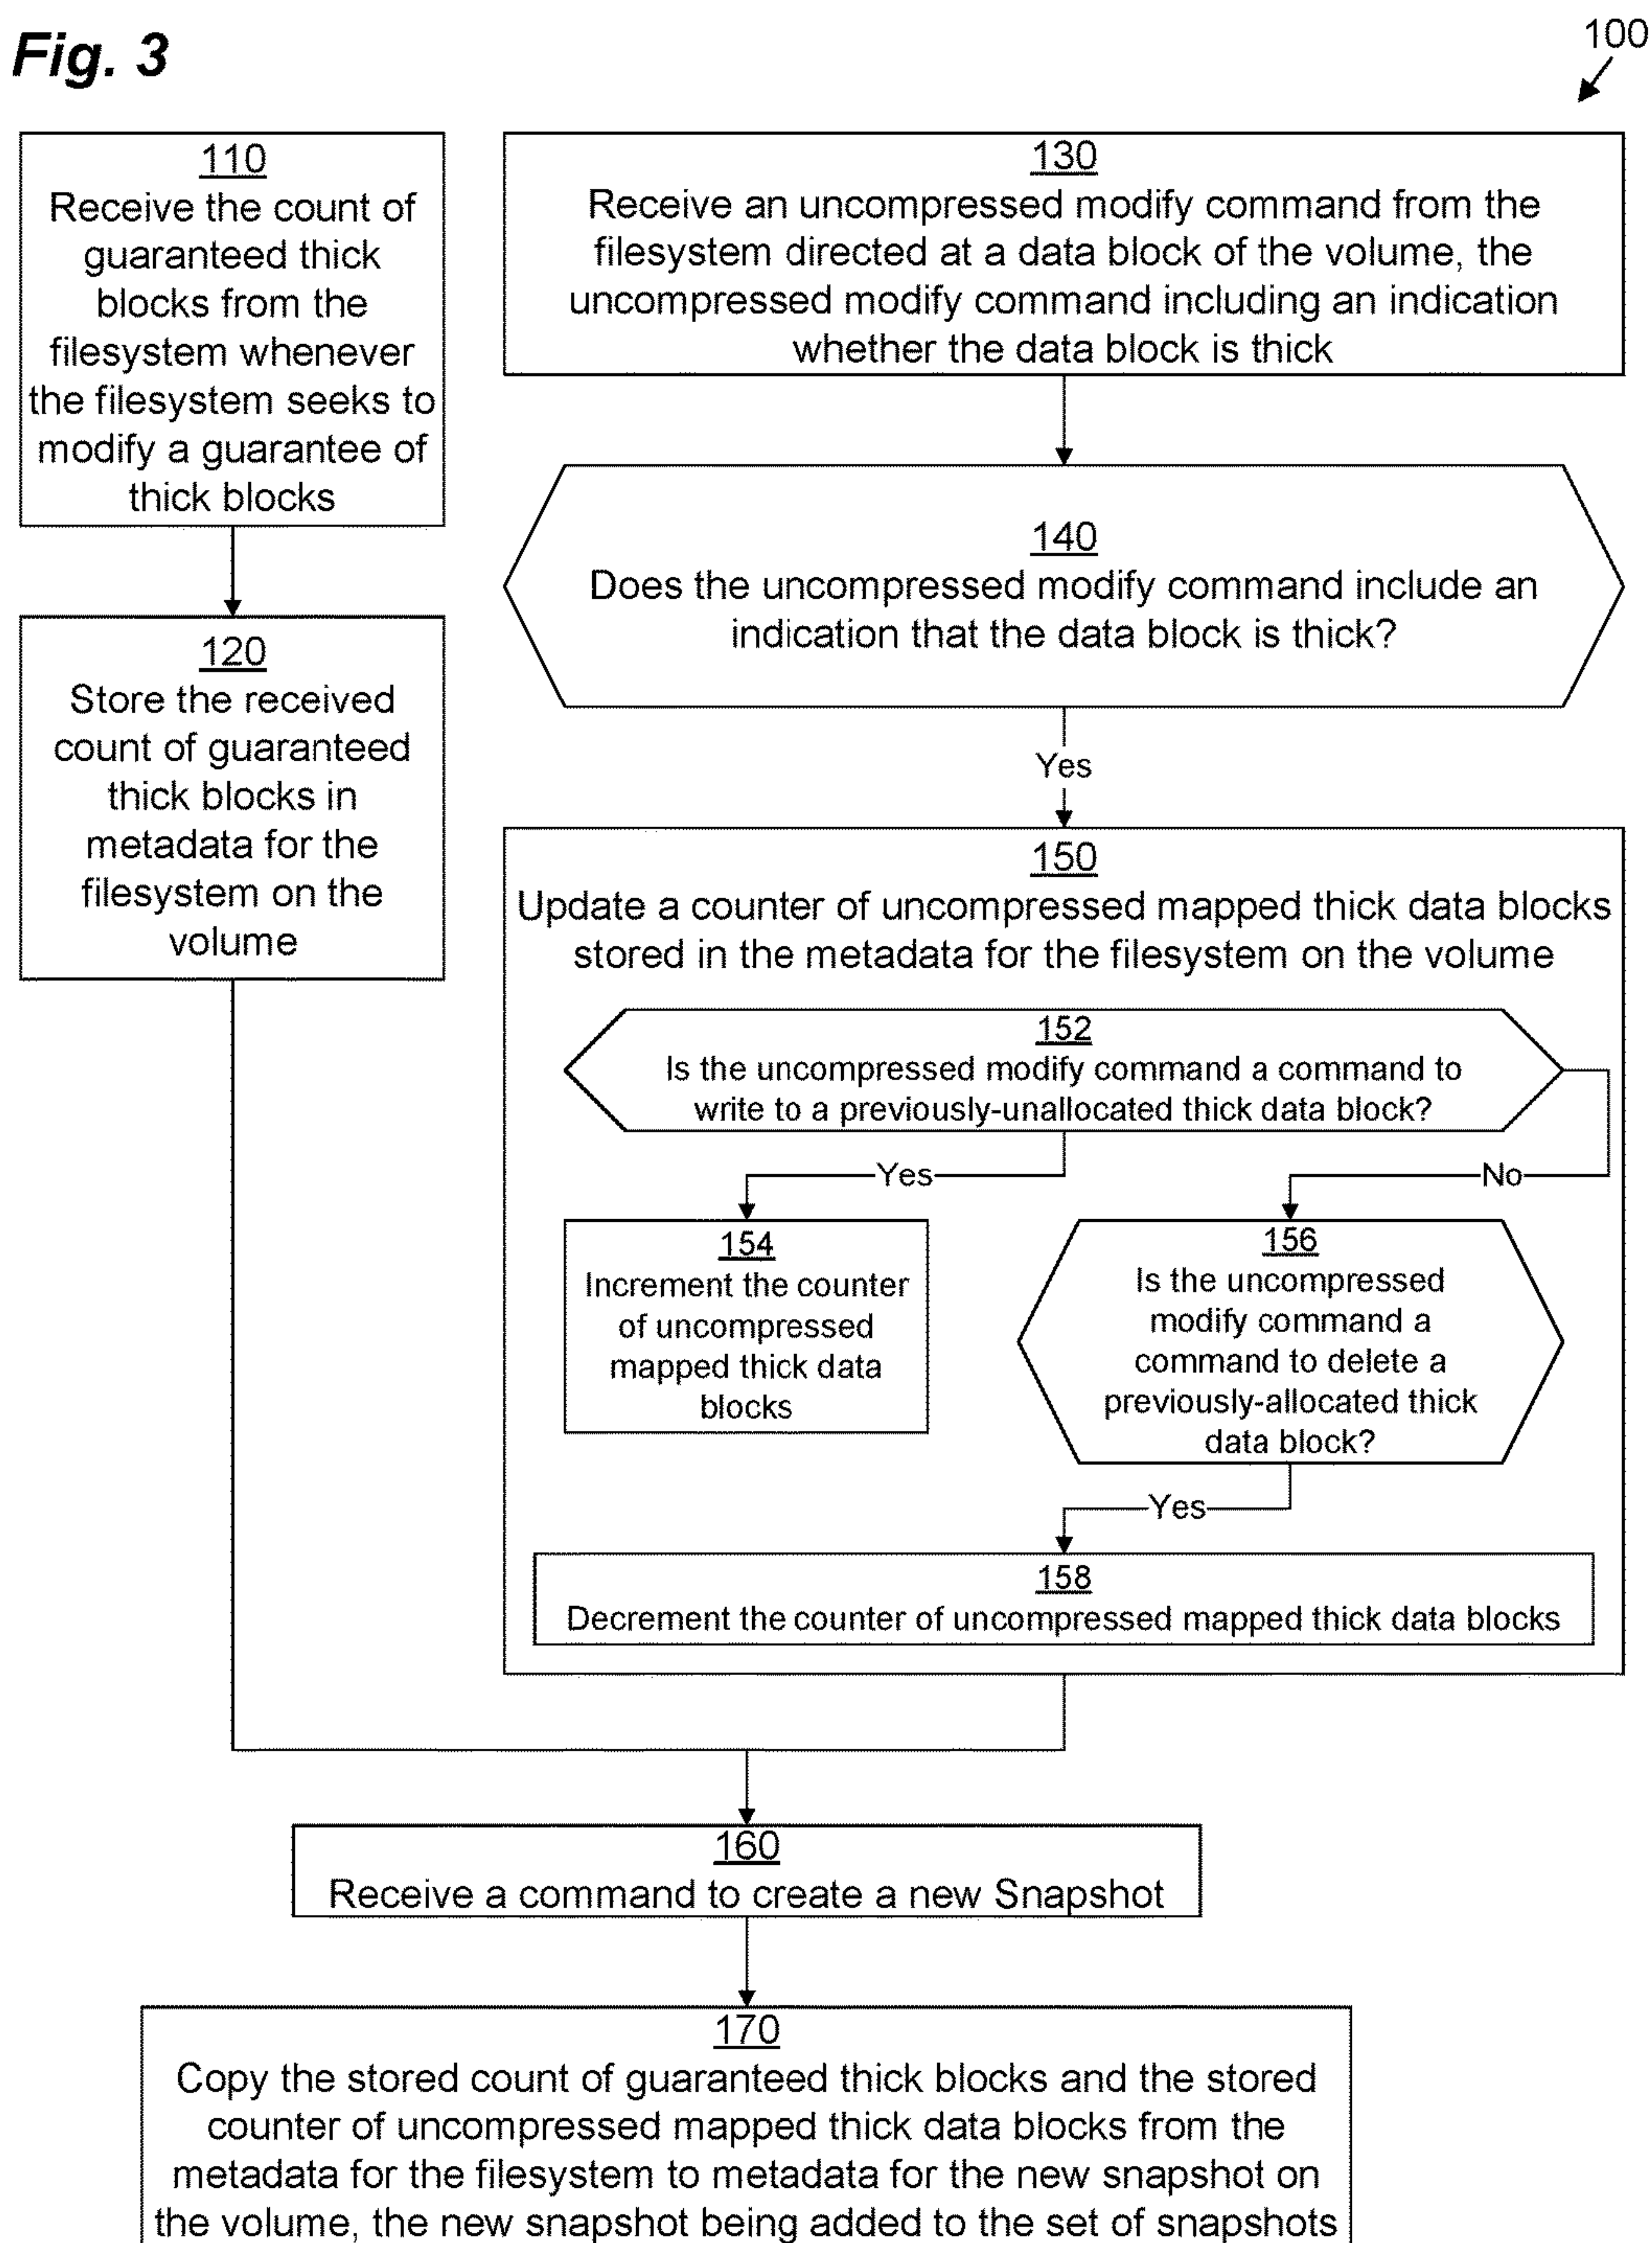 Fig. 3
100
110
Receive the count of
guaranteed thick
blocks from the
filesystem whenever
the filesystem seeks to
modify a guarantee of
thick blocks
120
Store the received
count of guaranteed
thick blocks in
metadata for the
filesystem on the
volume
130
Receive an uncompressed modify command from the
filesystem directed at a data block of the volume, the
uncompressed modify command including an indication
whether the data block is thick
140
Does the uncompressed modify command include an
indication that the data block is thick?
Yes
150
Update a counter of uncompressed mapped thick data blocks
stored in the metadata for the filesystem on the volume
152
Is the uncompressed modify command a command to
write to a previously-unallocated thick data block?
Yes
No
154
Increment the counter
of uncompressed
mapped thick data
blocks
156
Is the uncompressed
modify command a
command to delete a
previously-allocated thick
data block?
Yes
158
Decrement the counter of uncompressed mapped thick data blocks
160
Receive a command to create a new Snapshot
170
Copy the stored count of guaranteed thick blocks and the stored
counter of uncompressed mapped thick data blocks from the
metadata for the filesystem to metadata for the new snapshot on
the volume, the new snapshot being added to the set of snapshots